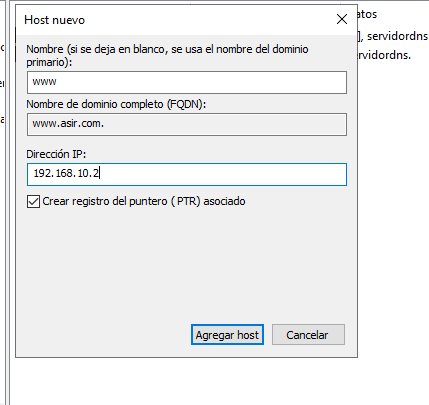 Host nuevo
atos
Nombre (si se deja en blanco, se usa el nombre del dominio
primario):
], servidordns
rvidordns.
www
Nombre de dominio completo (FQDN):
www.asir.com.
Dirección IP:
192.168.10.2
Crear registro del puntero (PTR) asociado
Agregar host
Cancelar